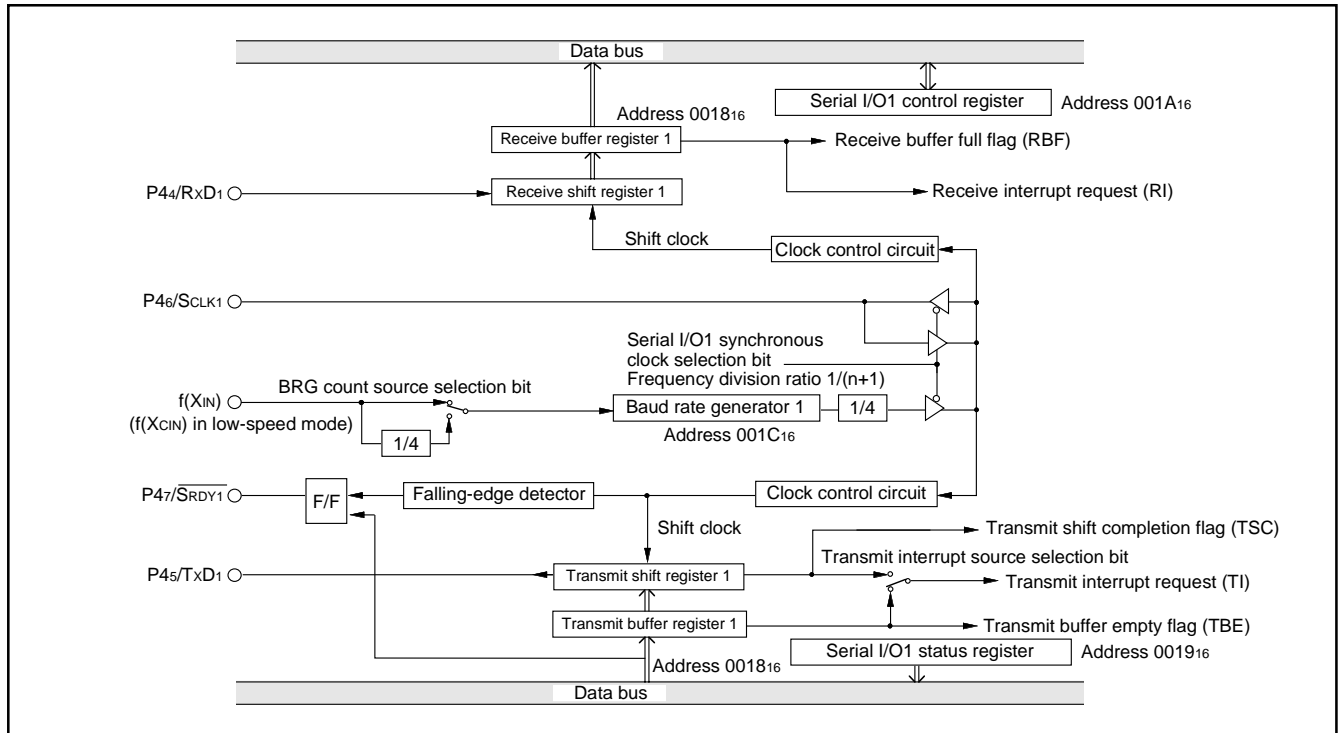 Data bus
Serial I/O1 control register
Address 001A16
Address 001816
Receive buffer register 1
Receive buffer full flag (RBF)
P44/RxD1
Receive shift register 1
Receive interrupt request (RI)
Shift clock
Clock control circuit
P46/SCLK1
Serial I/O1 synchronous
clock selection bit
Frequency division ratio 1/(n+1)
BRG count source selection bit
f(XIN)
(f(XCIN) in low-speed mode)
Baud rate generator 1
1/4
1/4
Address 001C16
P47/SRDY1
F/F
Falling-edge detector
Clock control circuit
Shift clock
Transmit shift completion flag (TSC)
Transmit interrupt source selection bit
P45/TxD1
Transmit shift register 1
Transmit interrupt request (TI)
Transmit buffer register 1
Transmit buffer empty flag (TBE)
Serial I/O1 status register
Address 001916
Address 001816
Data bus